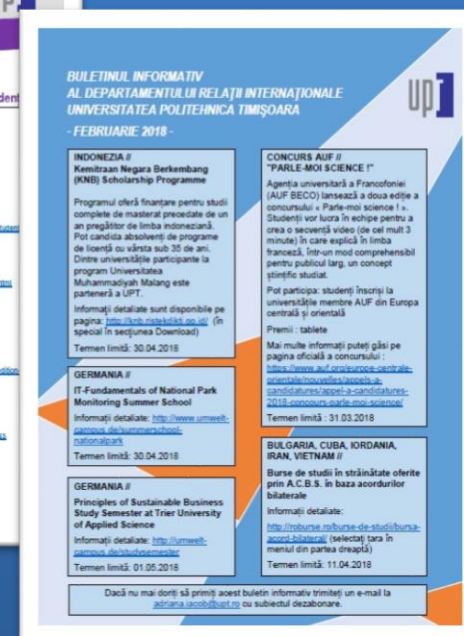 BULETINUL INFORMATIV
AL DEPARTAMENTULUI RELAȚII INTERNAȚIONALE
UNIVERSITATEA POLITEHNICA TIMIȘOARA
- FEBRUARIE 2018 -
upt
INDONEZIA //
Kemitraan Negara Berkembang
(KNB) Scholarship Programme
Programul oferă finanțare pentru studii
complete de masterat precedate de un
an pregătitor de limba indoneziană.
Pot candida absolvenți de programe
de licență cu vârsta sub 35 de ani.
Dintre universitățile participante la
program Universitatea
Muhammadiyah Malang este
parteneră a UPT.
Informații detaliate sunt disponibile pe
pagina: http://knb.ristekdikti.go.id/ (în
special în secțiunea Download)
Termen limită: 30.04.2018
GERMANIA //
IT-Fundamentals of National Park
Monitoring Summer School
Informații detaliate: http://www.umwelt-
campus.de/summerschool-
nationalpark
Termen limită: 30.04.2018
GERMANIA //
Principles of Sustainable Business
Study Semester at Trier University
of Applied Science
Informații detaliate: http://umwelt-
campus.de/studysemester
Termen limită: 01.05.2018
CONCURS AUF //
"PARLE-MOI SCIENCE !"
Agenția universitară a Francofoniei
(AUF BECO) lansează a doua ediție a
concursului « Parle-moi science ! ».
Studenții vor lucra în echipe pentru a
crea o secvență video (de cel mult 3
minute) în care explică în limba
franceză, într-un mod comprehensibil
pentru publicul larg, un concept
științific studiat.
Pot participa: studenți înscriși la
universitățile membre AUF din Europa
centrală și orientală
Premii : tablete
Mai multe informații puteți găsi pe
pagina oficială a concursului :
https://www.auf.org/europe-centrale-
orientale/nouvelles/appels-a-
candidatures/appel-a-candidatures-
2018-concours-parle-moi-science/
Termen limită : 31.03.2018
BULGARIA, CUBA, IORDANIA,
IRAN, VIETNAM //
Burse de studii în străinătate oferite
prin A.C.B.S. în baza acordurilor
bilaterale
Informații detaliate:
http://roburse.ro/burse-de-studii/bursa-
acord-bilateral/ (selectați țara în
meniul din partea dreaptă)
Termen limită: 11.04.2018
Dacă nu mai doriți să primiți acest buletin informativ trimiteți un e-mail la
adriana.iacob@upt.ro cu subiectul dezabonare.